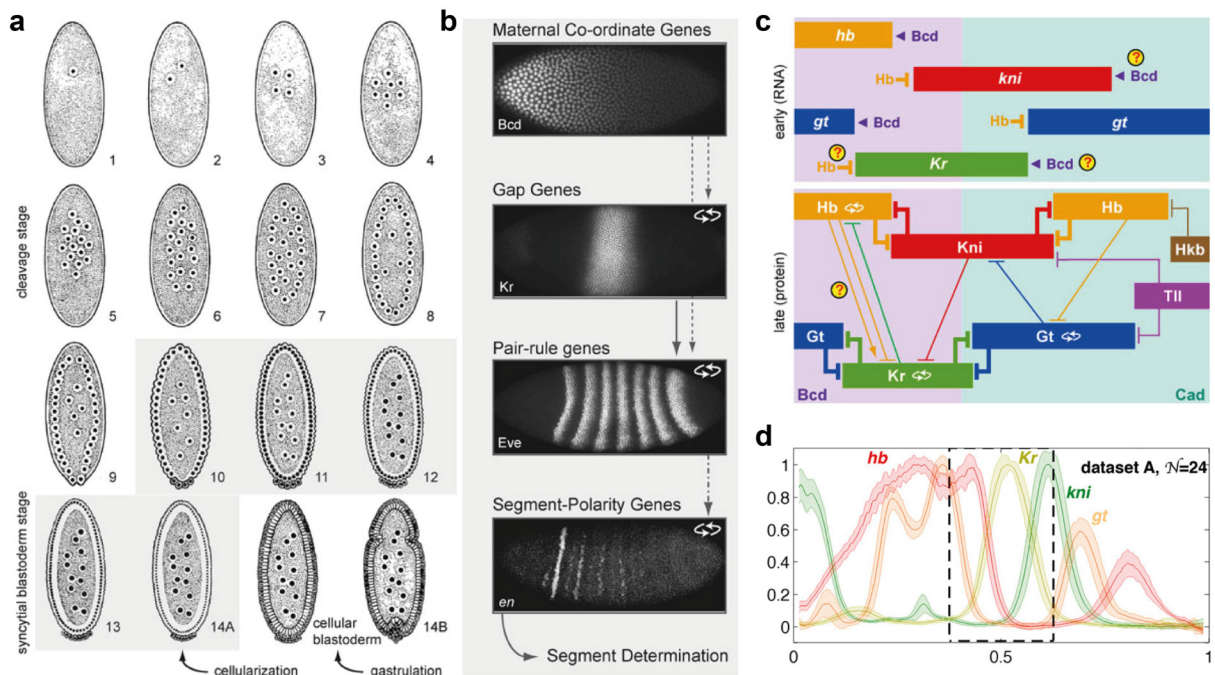 a
1 2 3 4
cleavage stage
5 6 7 8
9 10 11 12
syncytial blastoderm stage
13 14A cellular
blastoderm 14B
cellularization gastrulation
b
Maternal Co-ordinate Genes
Bcd
Gap Genes
Kr
Pair-rule genes
Eve
Segment-Polarity Genes
en
Segment Determination
c
early (RNA)
hb Bcd
?
Hb kni Bcd
gt Bcd Hb gt
?
Hb Kr Bcd ?
late (protein)
Hb Hb
Kni Hkb
?
Tll
Gt Gt
Kr
Bcd Cad
d
hb Kr dataset A, N=24
kni
gt
1
0.8
0.6
0.4
0.2
0
0 0.5 1